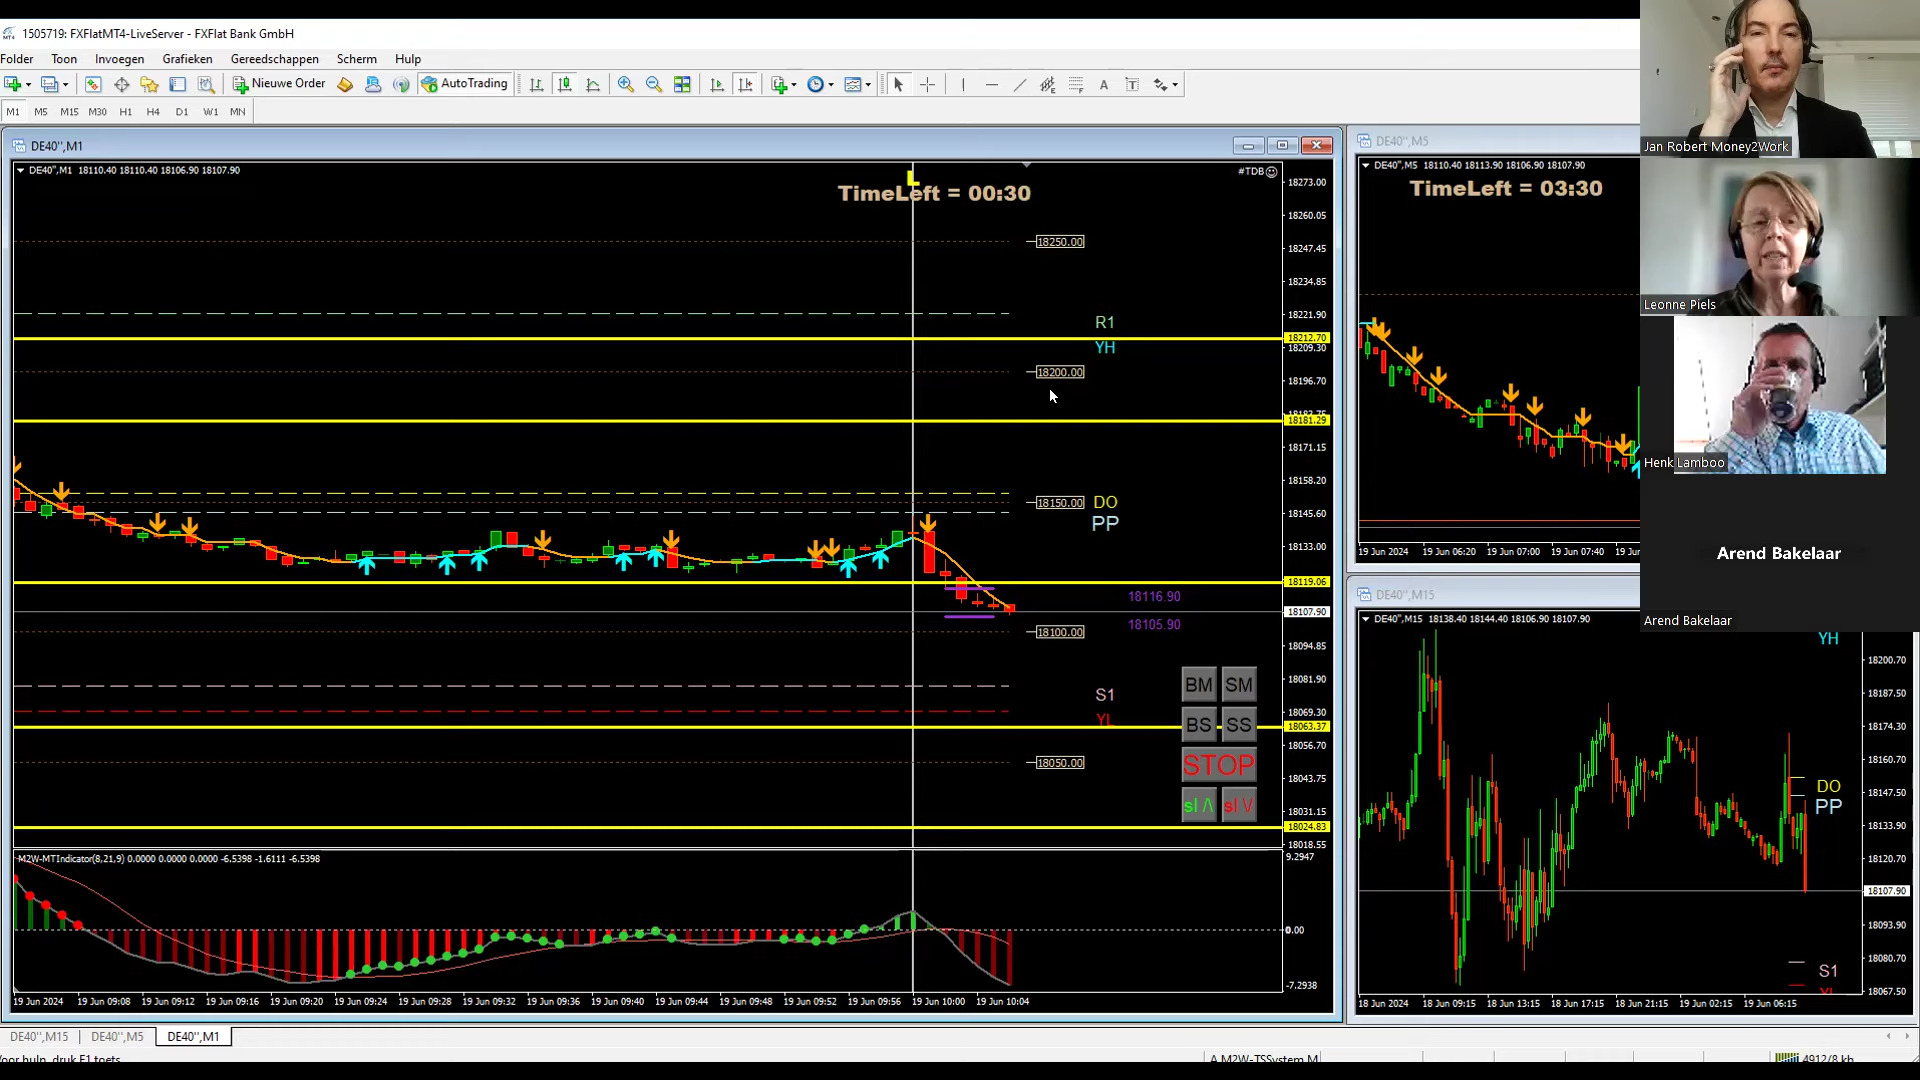 1505719: FXFlatMT4-LiveServer - FXFlat Bank GmbH
Folder Toon Invoegen Grafieken Gereedschappen Scherm Hulp
Nieuwe Order AutoTrading A T
M1 M5 M15 M30 H1 H4 D1 W1 MN
DE40",M1
DE40",M1 18110.40 18110.40 18106.90 18107.90
#TDB
L
TimeLeft = 00:30
18250.00
R1
YH
18200.00
18150.00
DO
PP
18116.90
18105.90
18100.00
S1
YL
18050.00
BM SM
BS SS
STOP
sl /\ sl \/
18273.00
18260.05
18247.45
18234.85
18221.90
18212.70
18209.30
18196.70
18181.29
18171.15
18158.20
18145.60
18133.00
18119.06
18107.90
18094.85
18081.90
18069.30
18063.37
18056.70
18043.75
18031.15
18024.83
18018.55
M2W-MTIndicator(8,21,9) 0.0000 0.0000 0.0000 -6.5398 -1.6111 -6.5398
9.2947
0.00
-7.2938
19 Jun 2024 19 Jun 09:08 19 Jun 09:12 19 Jun 09:16 19 Jun 09:20 19 Jun 09:24 19 Jun 09:28 19 Jun 09:32 19 Jun 09:36 19 Jun 09:40 19 Jun 09:44 19 Jun 09:48 19 Jun 09:52 19 Jun 09:56 19 Jun 10:00 19 Jun 10:04
DE40",M5
DE40",M5 18110.40 18113.90 18106.90 18107.90
TimeLeft = 03:30
19 Jun 2024 19 Jun 06:20 19 Jun 07:00 19 Jun 07:40
DE40",M15
DE40",M15 18138.40 18144.40 18106.90 18107.90
YH
DO
PP
S1
YL
18200.70
18187.50
18174.30
18160.70
18147.50
18133.90
18120.70
18107.90
18093.90
18080.70
18067.50
18 Jun 2024 18 Jun 09:15 18 Jun 13:15 18 Jun 17:15 18 Jun 21:15 19 Jun 02:15 19 Jun 06:15
Jan Robert Money2Work
Leonne Piels
Henk Lamboo
Arend Bakelaar
Arend Bakelaar
DE40",M15 DE40",M5 DE40",M1
Voor hulp, druk F1 toets
A M2W-TSSystem M
4912/8 kb